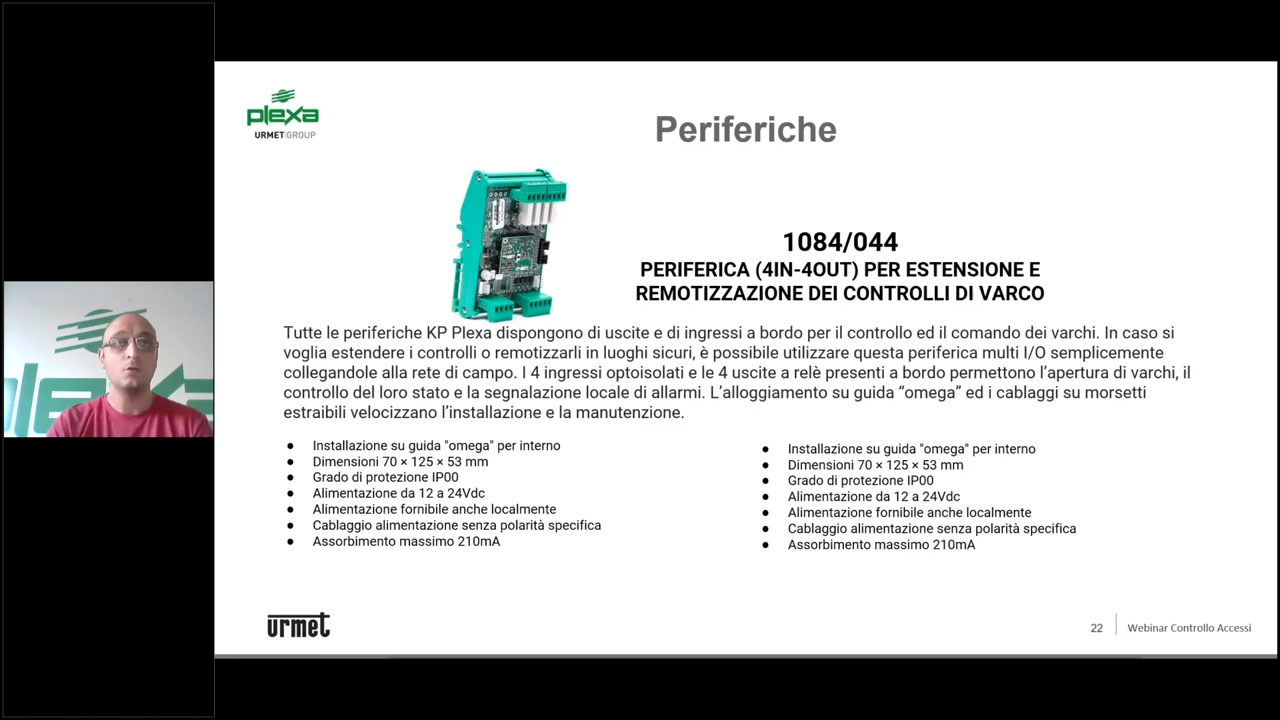 plexa
URMET GROUP
Periferiche
1084/044
PERIFERICA (4IN-4OUT) PER ESTENSIONE E
REMOTIZZAZIONE DEI CONTROLLI DI VARCO
Tutte le periferiche KP Plexa dispongono di uscite e di ingressi a bordo per il controllo ed il comando dei varchi. In caso si
voglia estendere i controlli o remotizzarli in luoghi sicuri, è possibile utilizzare questa periferica multi I/O semplicemente
collegandole alla rete di campo. I 4 ingressi optoisolati e le 4 uscite a relè presenti a bordo permettono l’apertura di varchi, il
controllo del loro stato e la segnalazione locale di allarmi. L’alloggiamento su guida “omega” ed i cablaggi su morsetti
estraibili velocizzano l’installazione e la manutenzione.
● Installazione su guida "omega" per interno
● Dimensioni 70 × 125 × 53 mm
● Grado di protezione IP00
● Alimentazione da 12 a 24Vdc
● Alimentazione fornibile anche localmente
● Cablaggio alimentazione senza polarità specifica
● Assorbimento massimo 210mA
● Installazione su guida "omega" per interno
● Dimensioni 70 × 125 × 53 mm
● Grado di protezione IP00
● Alimentazione da 12 a 24Vdc
● Alimentazione fornibile anche localmente
● Cablaggio alimentazione senza polarità specifica
● Assorbimento massimo 210mA
urmet
22
Webinar Controllo Accessi